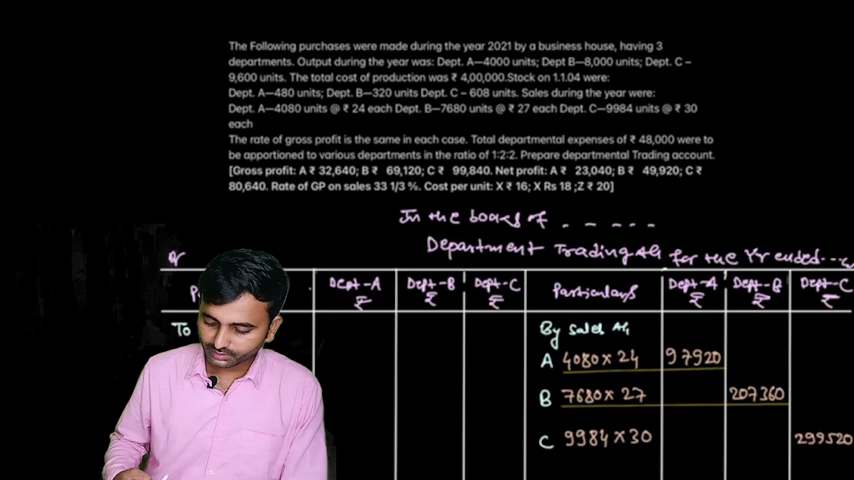 The Following purchases were made during the year 2021 by a business house, having 3
departments. Output during the year was: Dept. A—4000 units; Dept B—8,000 units; Dept. C –
9,600 units. The total cost of production was ₹ 4,00,000.Stock on 1.1.04 were:
Dept. A—480 units; Dept. B—320 units Dept. C – 608 units. Sales during the year were:
Dept. A—4080 units @ ₹ 24 each Dept. B—7680 units @ ₹ 27 each Dept. C—9984 units @ ₹ 30
each
The rate of gross profit is the same in each case. Total departmental expenses of ₹ 48,000 were to
be apportioned to various departments in the ratio of 1:2:2. Prepare departmental Trading account.
[Gross profit: A ₹ 32,640; B ₹ 69,120; C ₹ 99,840. Net profit: A ₹ 23,040; B ₹ 49,920; C ₹
80,640. Rate of GP on sales 33 1/3 %. Cost per unit: X ₹ 16; X Rs 18 ;Z ₹ 20]
In the books of - - - - - -
Department Trading A/c for the Yr ended---
Dr
Dept-A ₹ Dept-B ₹ Dept-C ₹ Particulars Dept-A ₹ Dept-B ₹ Dept-C ₹
To By Sales A/c
A 4080 x 24 97920
B 7680 x 27 207360
C 9984 x 30 299520